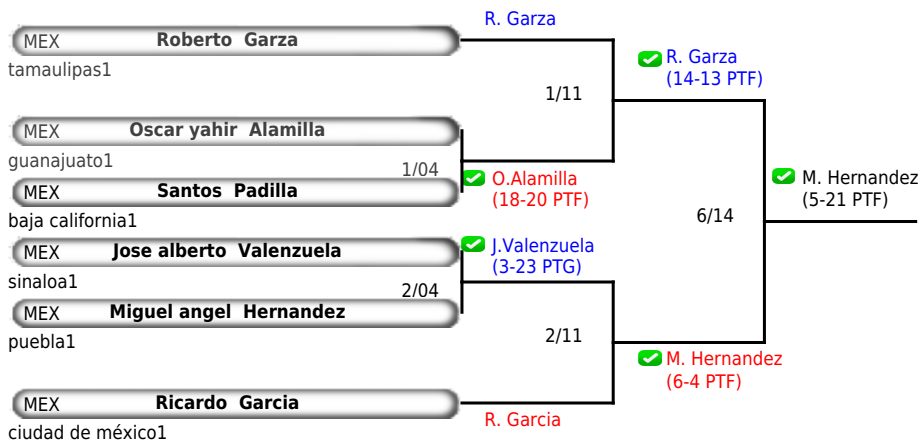 R. Garza
MEX Roberto Garza
tamaulipas1
R. Garza
(14-13 PTF)
1/11
MEX Oscar yahir Alamilla
guanajuato1
1/04
O.Alamilla
(18-20 PTF)
MEX Santos Padilla
baja california1
M. Hernandez
(5-21 PTF)
6/14
MEX Jose alberto Valenzuela
sinaloa1
J.Valenzuela
(3-23 PTG)
2/04
MEX Miguel angel Hernandez
puebla1
2/11
M. Hernandez
(6-4 PTF)
MEX Ricardo Garcia
ciudad de méxico1
R. Garcia